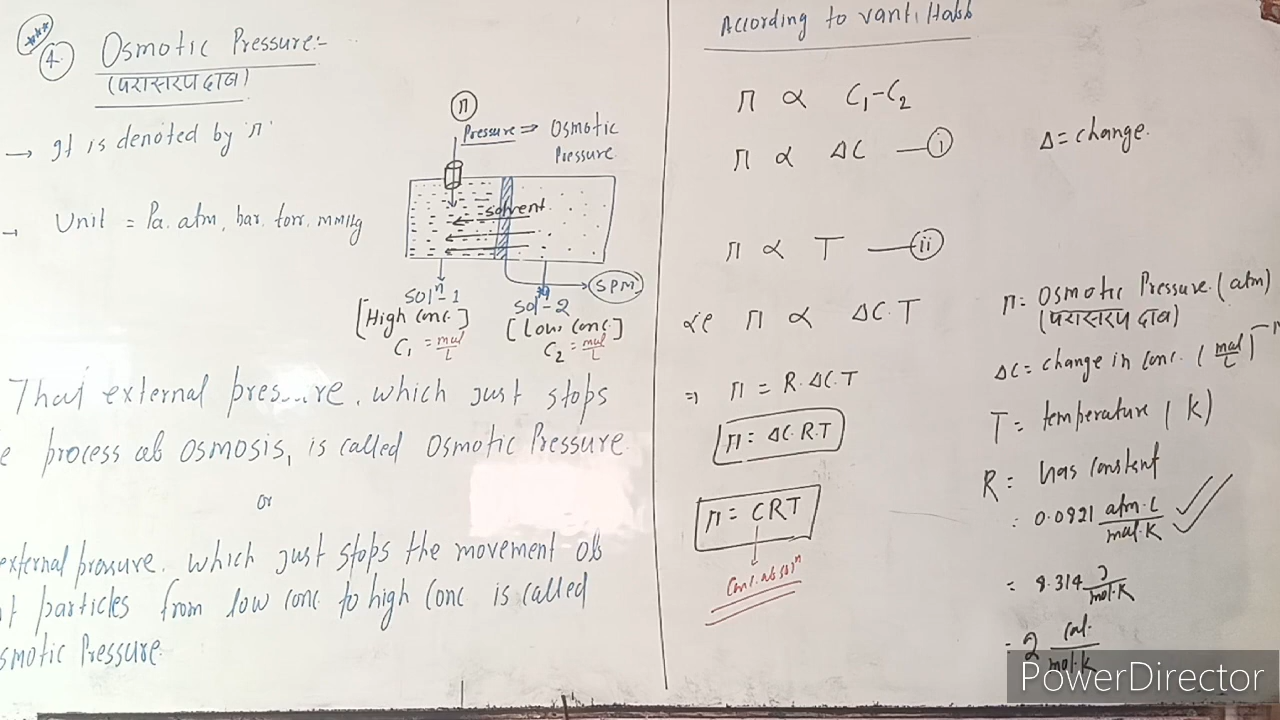 ***
4. Osmotic Pressure:-
(परासरण दाब)
→ It is denoted by 'π'
→ Unit = Pa. atm, bar. torr. mmHg
π
Pressure ⇒ Osmotic
Pressure
solvent
SPM
Solⁿ-1
[High Conc.]
C₁ = mol/L
Solⁿ-2
[Low conc.]
C₂ = mol/L
That external pressure. which just stops
process of osmosis, is called Osmotic Pressure.
or
external pressure. which just stops the movement of
particles from low conc to high conc is called
smotic Pressure.
According to vant.Hoff
π ∝ C₁-C₂
π ∝ ΔC —(i)
Δ = change.
π ∝ T —(ii)
π ∝ ΔC.T
⇒ π = R.ΔC.T
π = ΔC.R.T
π = CRT
Conc. of solⁿ
π = Osmotic Pressure. (atm)
(परासरण दाब)
ΔC = change in conc. (mol/L)
T = temperature (K)
R = Gas constant
= 0.0821 atm.L/mol.K
= 8.314 J/mol.K
= 2 cal./mol.K
PowerDirector